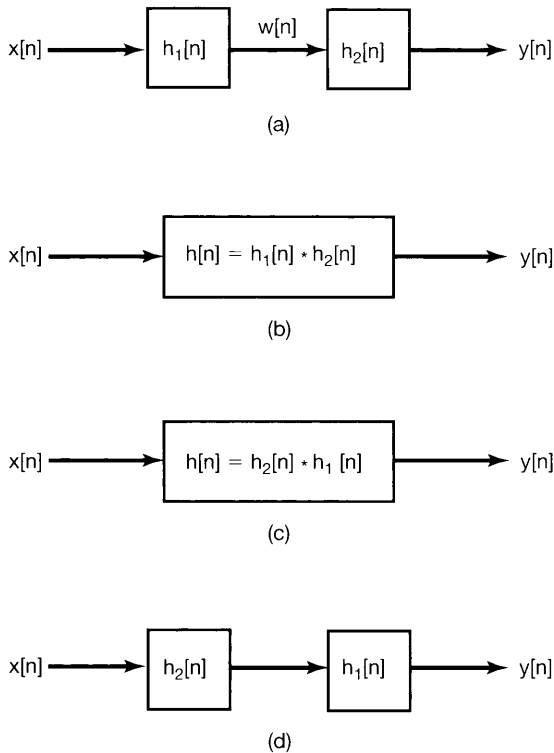 w[n]
x[n] h₁[n] h₂[n] y[n]
(a)
x[n] h[n] = h₁[n] * h₂[n] y[n]
(b)
x[n] h[n] = h₂[n] * h₁ [n] y[n]
(c)
x[n] h₂[n] h₁[n] y[n]
(d)